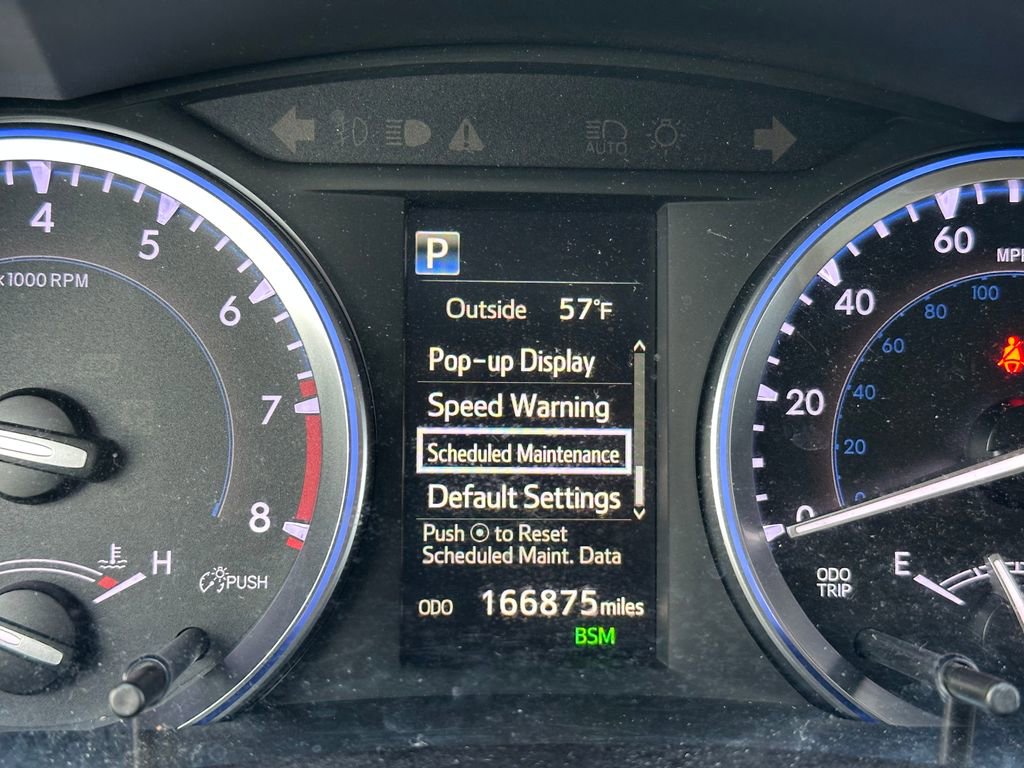 AUTO
4
5
6
7
8
x1000 RPM
H
PUSH
P
Outside 57°F
Pop-up Display
Speed Warning
Scheduled Maintenance
Default Settings
Push to Reset
Scheduled Maint. Data
ODO 166875 miles
BSM
0
20
40
60
0
20
40
60
80
100
ODO
TRIP
E